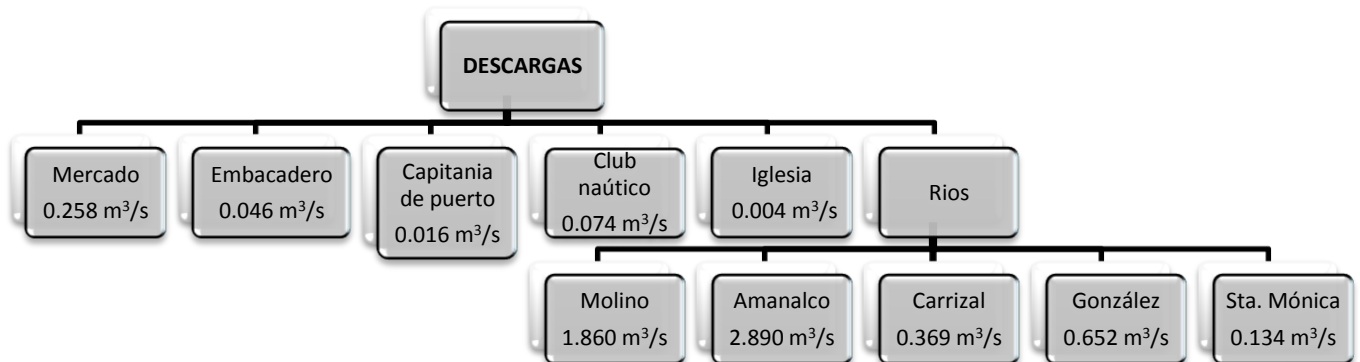 DESCARGAS
Mercado
0.258 m³/s
Embacadero
0.046 m³/s
Capitania
de puerto
0.016 m³/s
Club
naútico
0.074 m³/s
Iglesia
0.004 m³/s
Rios
Molino
1.860 m³/s
Amanalco
2.890 m³/s
Carrizal
0.369 m³/s
González
0.652 m³/s
Sta. Mónica
0.134 m³/s